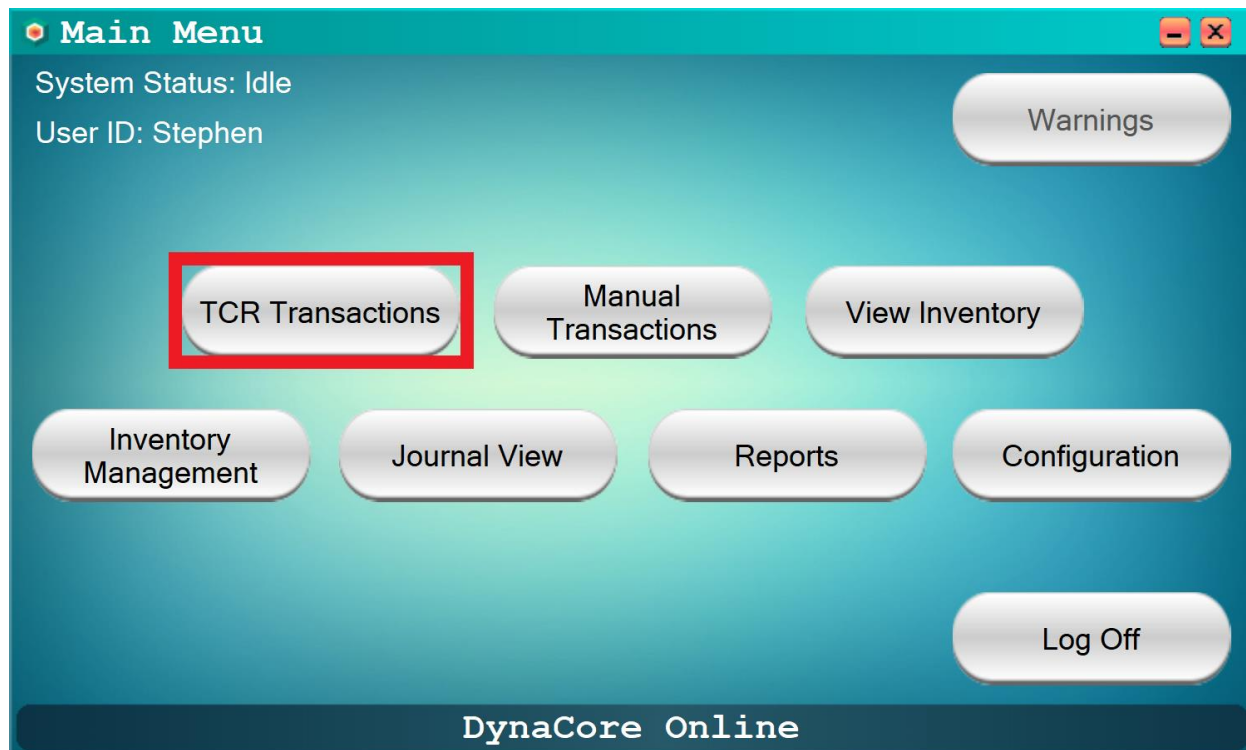 Main Menu
System Status: Idle
User ID: Stephen
Warnings
TCR Transactions
Manual
Transactions
View Inventory
Inventory
Management
Journal View
Reports
Configuration
Log Off
DynaCore Online